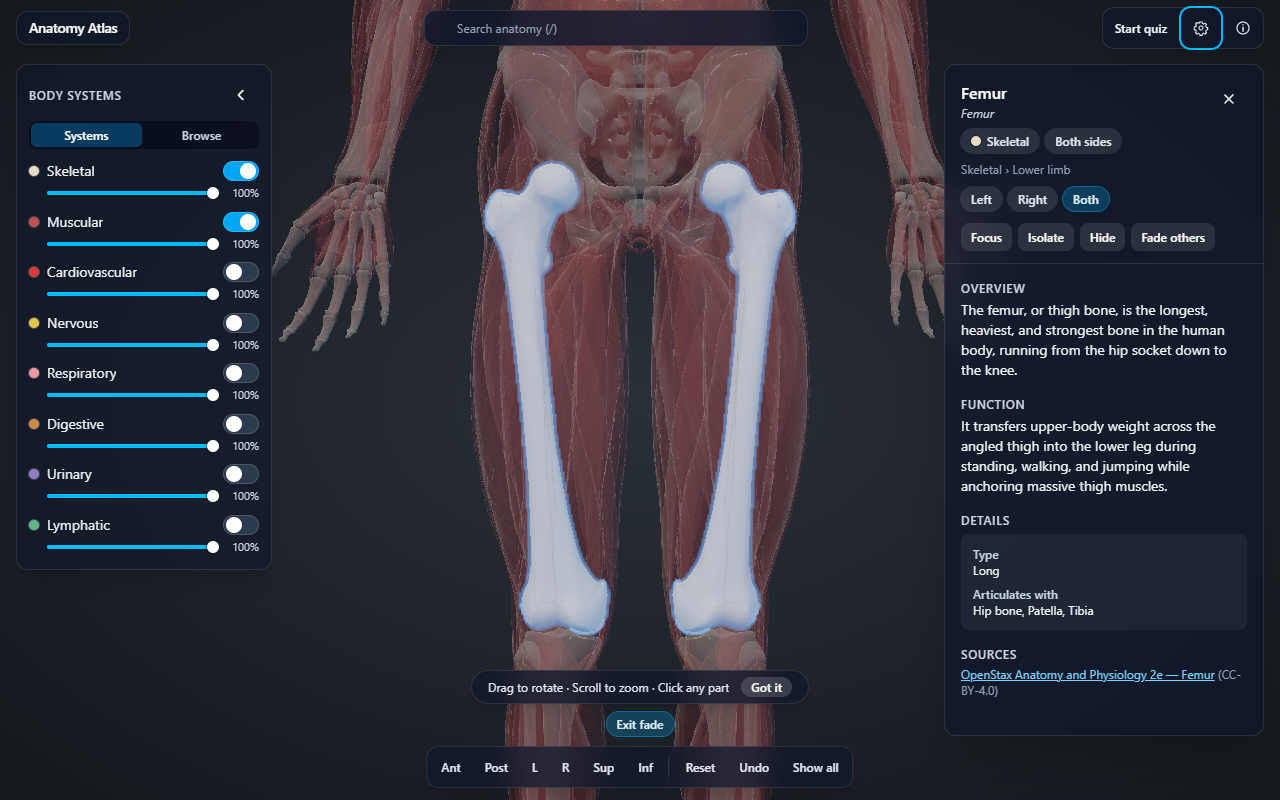 Anatomy Atlas
Search anatomy (/)
Start quiz
BODY SYSTEMS
Systems
Browse
Skeletal
100%
Muscular
100%
Cardiovascular
100%
Nervous
100%
Respiratory
100%
Digestive
100%
Urinary
100%
Lymphatic
100%
Femur
Femur
Skeletal
Both sides
Skeletal › Lower limb
Left
Right
Both
Focus
Isolate
Hide
Fade others
OVERVIEW
The femur, or thigh bone, is the longest,
heaviest, and strongest bone in the human
body, running from the hip socket down to
the knee.
FUNCTION
It transfers upper-body weight across the
angled thigh into the lower leg during
standing, walking, and jumping while
anchoring massive thigh muscles.
DETAILS
Type
Long
Articulates with
Hip bone, Patella, Tibia
SOURCES
OpenStax Anatomy and Physiology 2e — Femur (CC-
BY-4.0)
Drag to rotate · Scroll to zoom · Click any part
Got it
Exit fade
Ant
Post
L
R
Sup
Inf
Reset
Undo
Show all